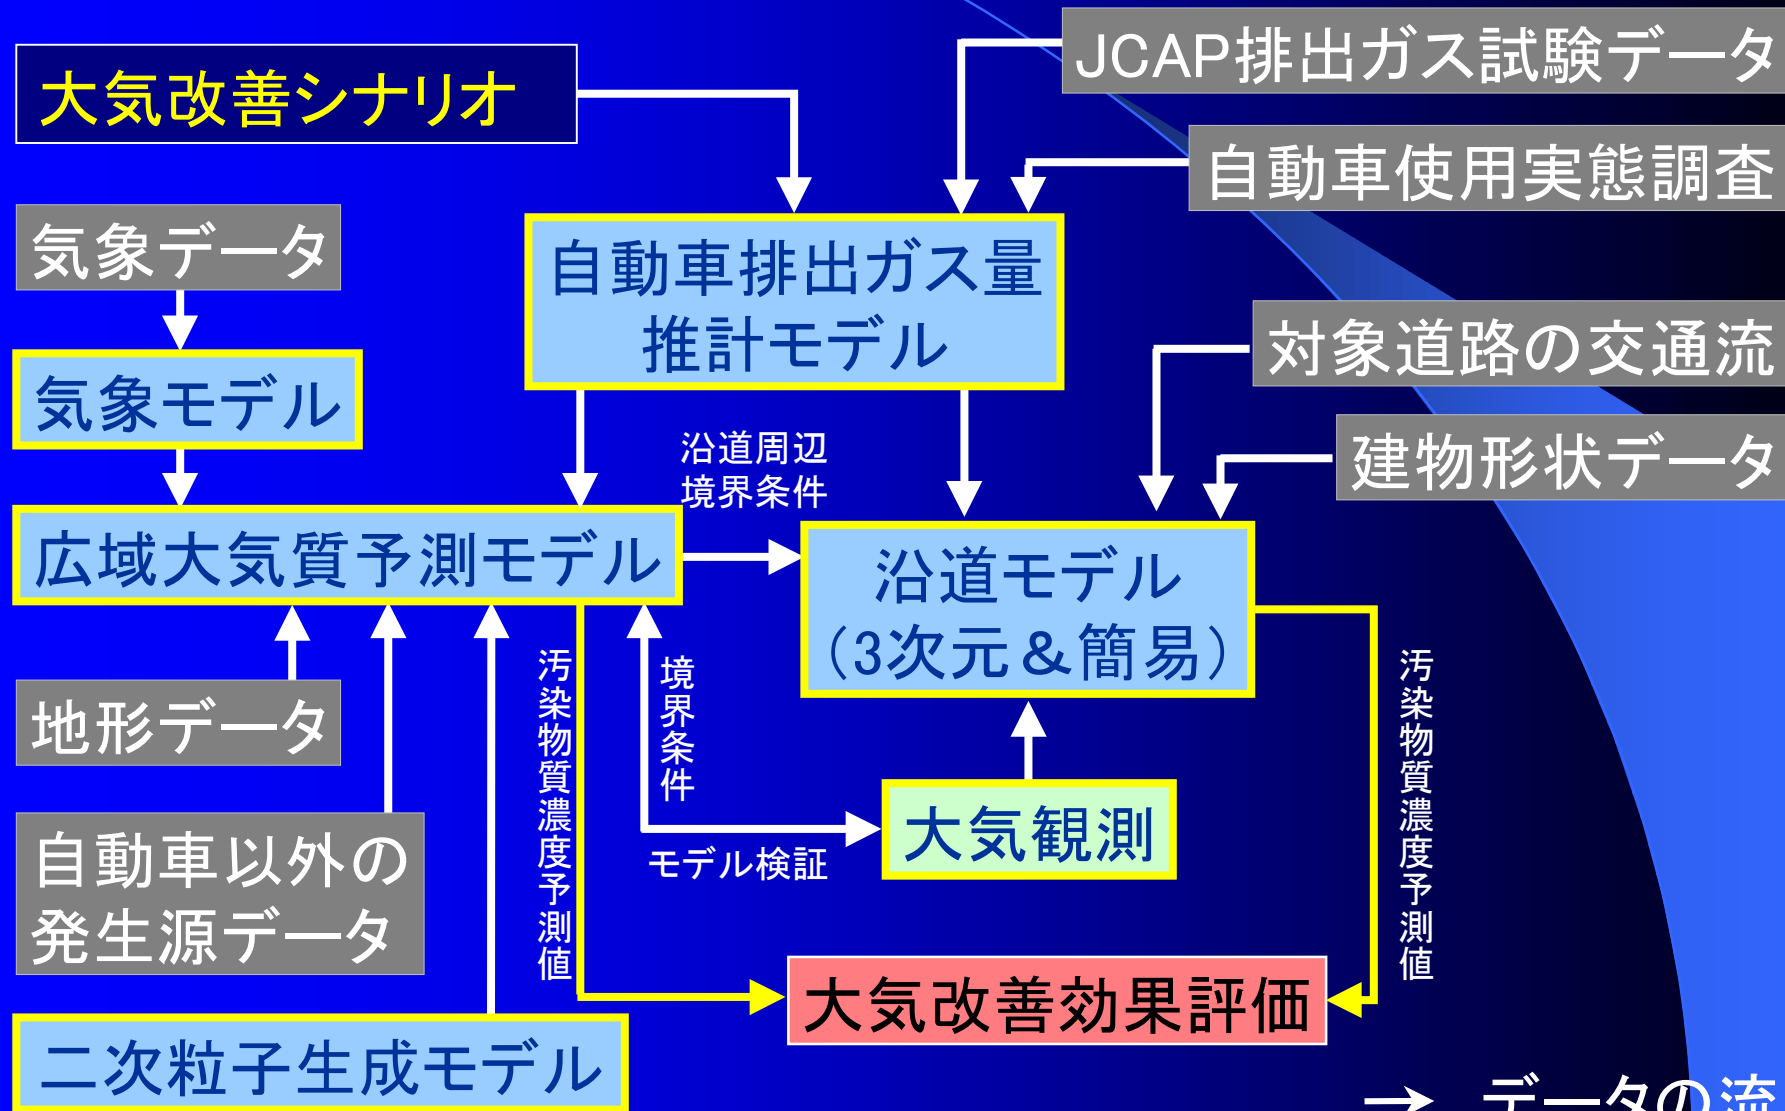 JCAP排出ガス試験データ
大気改善シナリオ
自動車使用実態調査
気象データ
自動車排出ガス量
推計モデル
対象道路の交通流
気象モデル
沿道周辺
境界条件
建物形状データ
広域大気質予測モデル
沿道モデル
（3次元＆簡易）
汚染物質濃度予測値
境界条件
汚染物質濃度予測値
地形データ
大気観測
モデル検証
自動車以外の
発生源データ
大気改善効果評価
二次粒子生成モデル
→ データの流